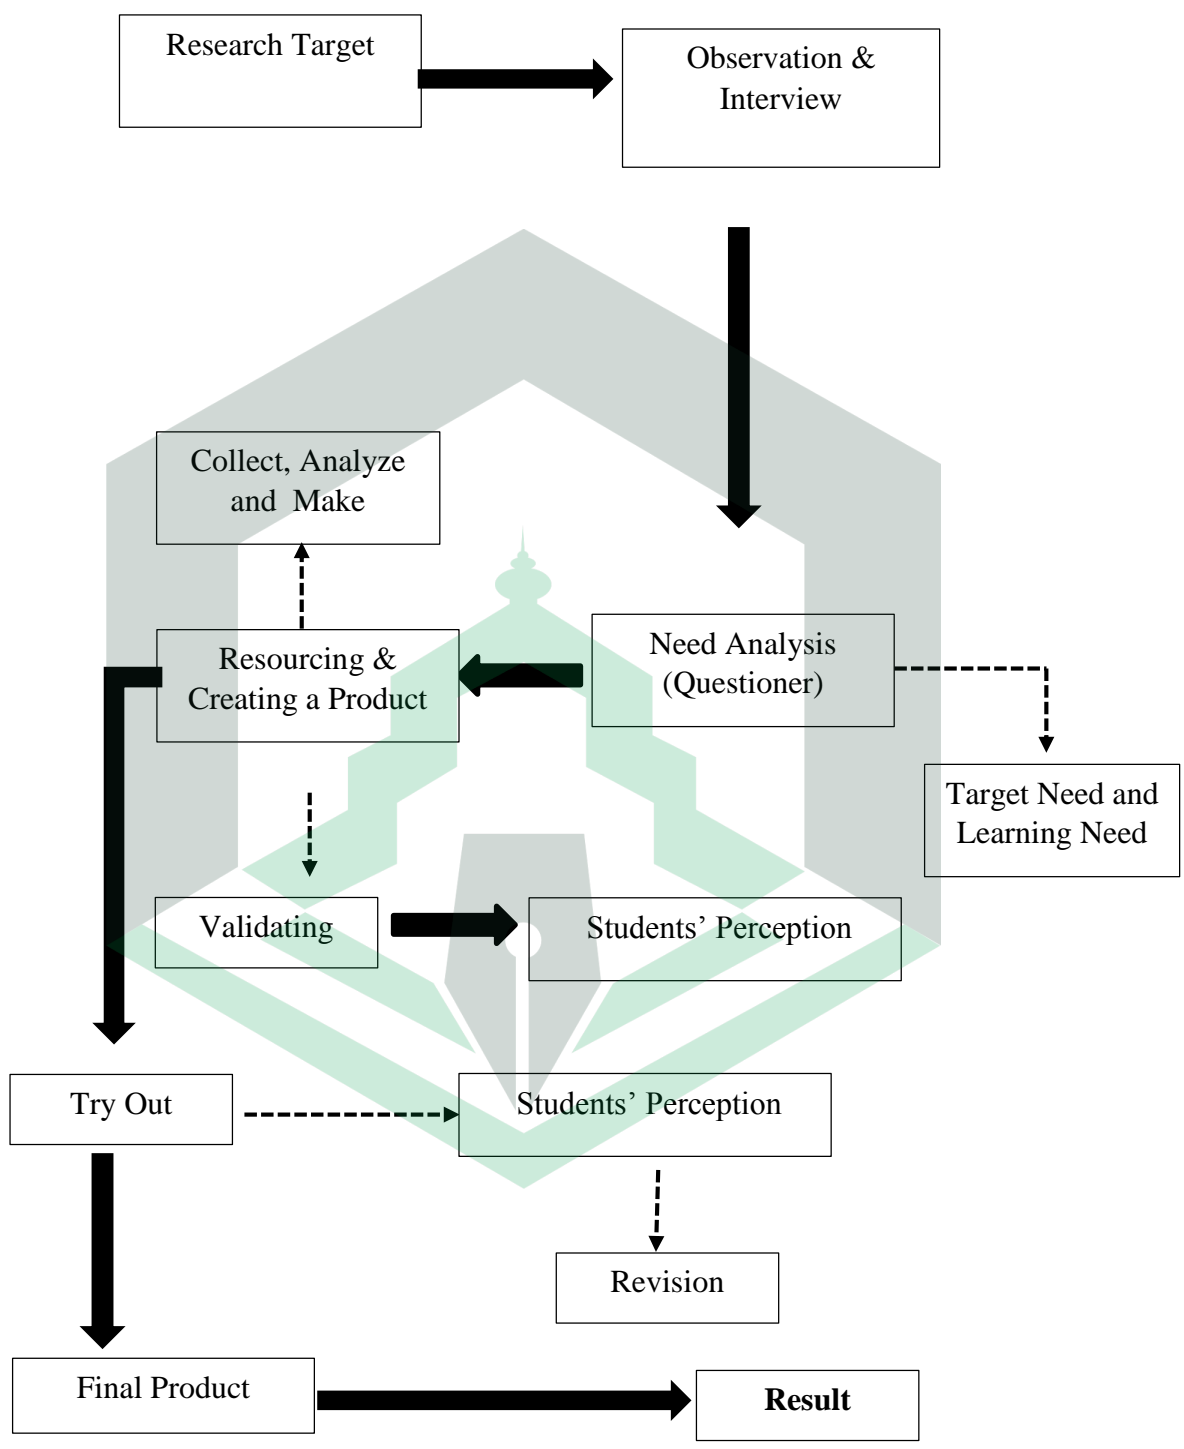 Research Target
Observation &
Interview
Collect, Analyze
and Make
Resourcing &
Creating a Product
Need Analysis
(Questioner)
Target Need and
Learning Need
Validating
Students’ Perception
Try Out
Students’ Perception
Revision
Final Product
Result